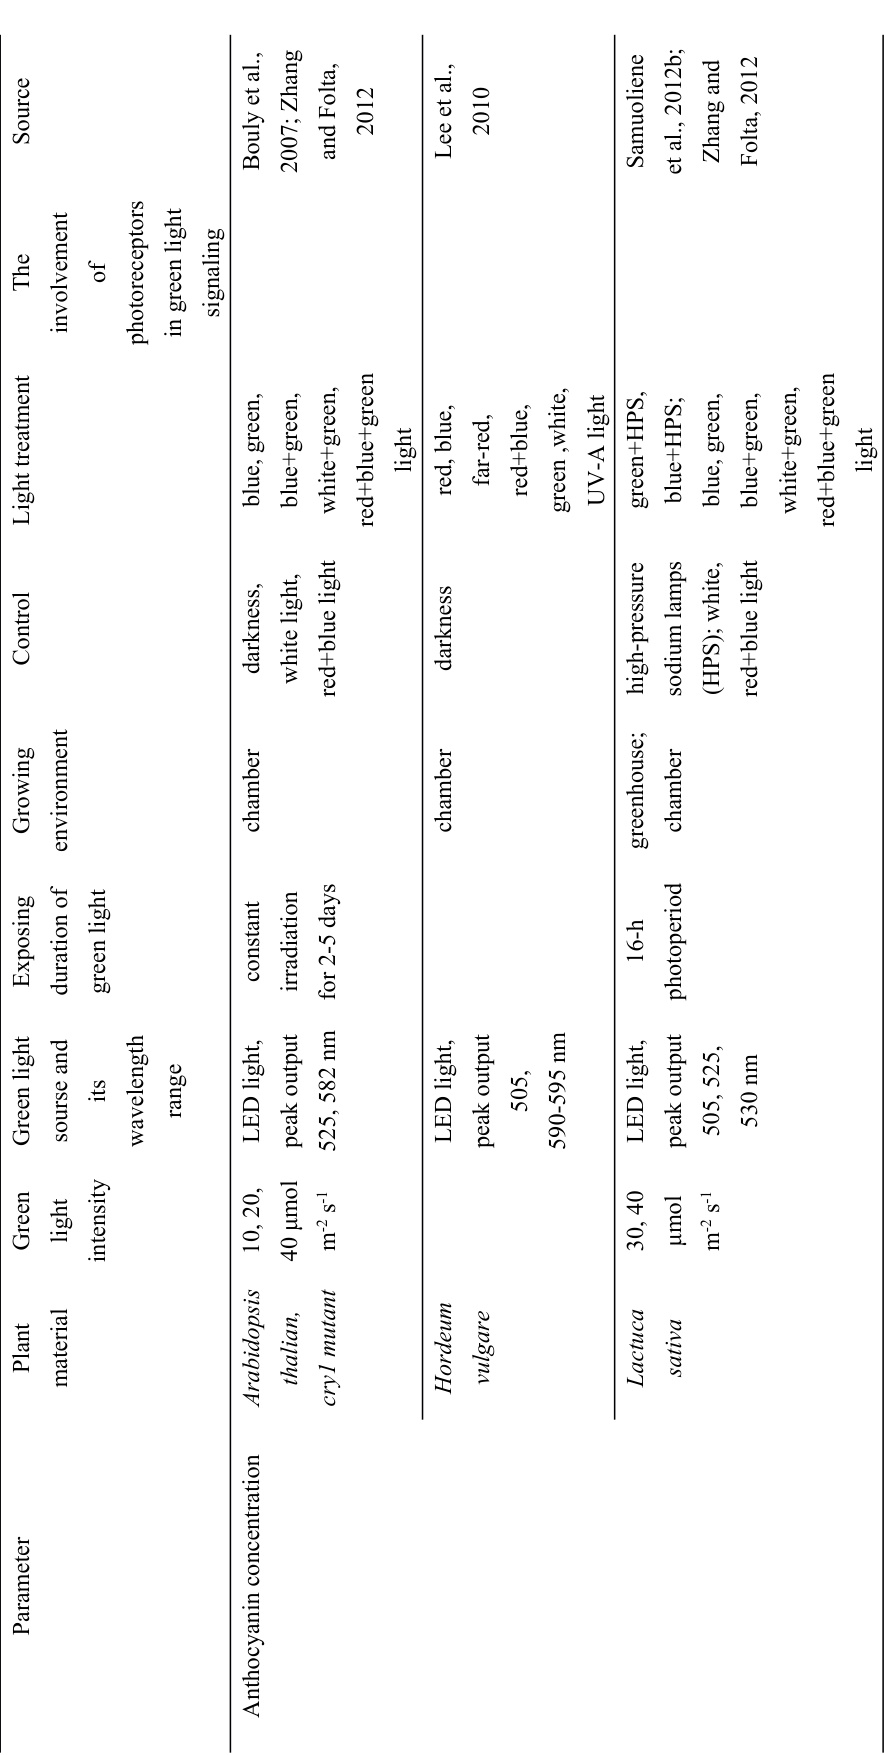 Parameter
Plant
material
Green
light
intensity
Green light
sourse and
its
wavelength
range
Exposing
duration of
green light
Growing
environment
Control
Light treatment
The
involvement
of
photoreceptors
in green light
signaling
Source
Anthocyanin concentration
Arabidopsis
thalian,
cry1 mutant
10, 20,
40 μmol
m-2 s-1
LED light,
peak output
525, 582 nm
constant
irradiation
for 2-5 days
chamber
darkness,
white light,
red+blue light
blue, green,
blue+green,
white+green,
red+blue+green
light
Bouly et al.,
2007; Zhang
and Folta,
2012
Hordeum
vulgare
LED light,
peak output
505,
590-595 nm
chamber
darkness
red, blue,
far-red,
red+blue,
green ,white,
UV-A light
Lee et al.,
2010
Lactuca
sativa
30, 40
μmol
m-2 s-1
LED light,
peak output
505, 525,
530 nm
16-h
photoperiod
greenhouse;
chamber
high-pressure
sodium lamps
(HPS); white,
red+blue light
green+HPS,
blue+HPS;
blue, green,
blue+green,
white+green,
red+blue+green
light
Samuoliene
et al., 2012b;
Zhang and
Folta, 2012